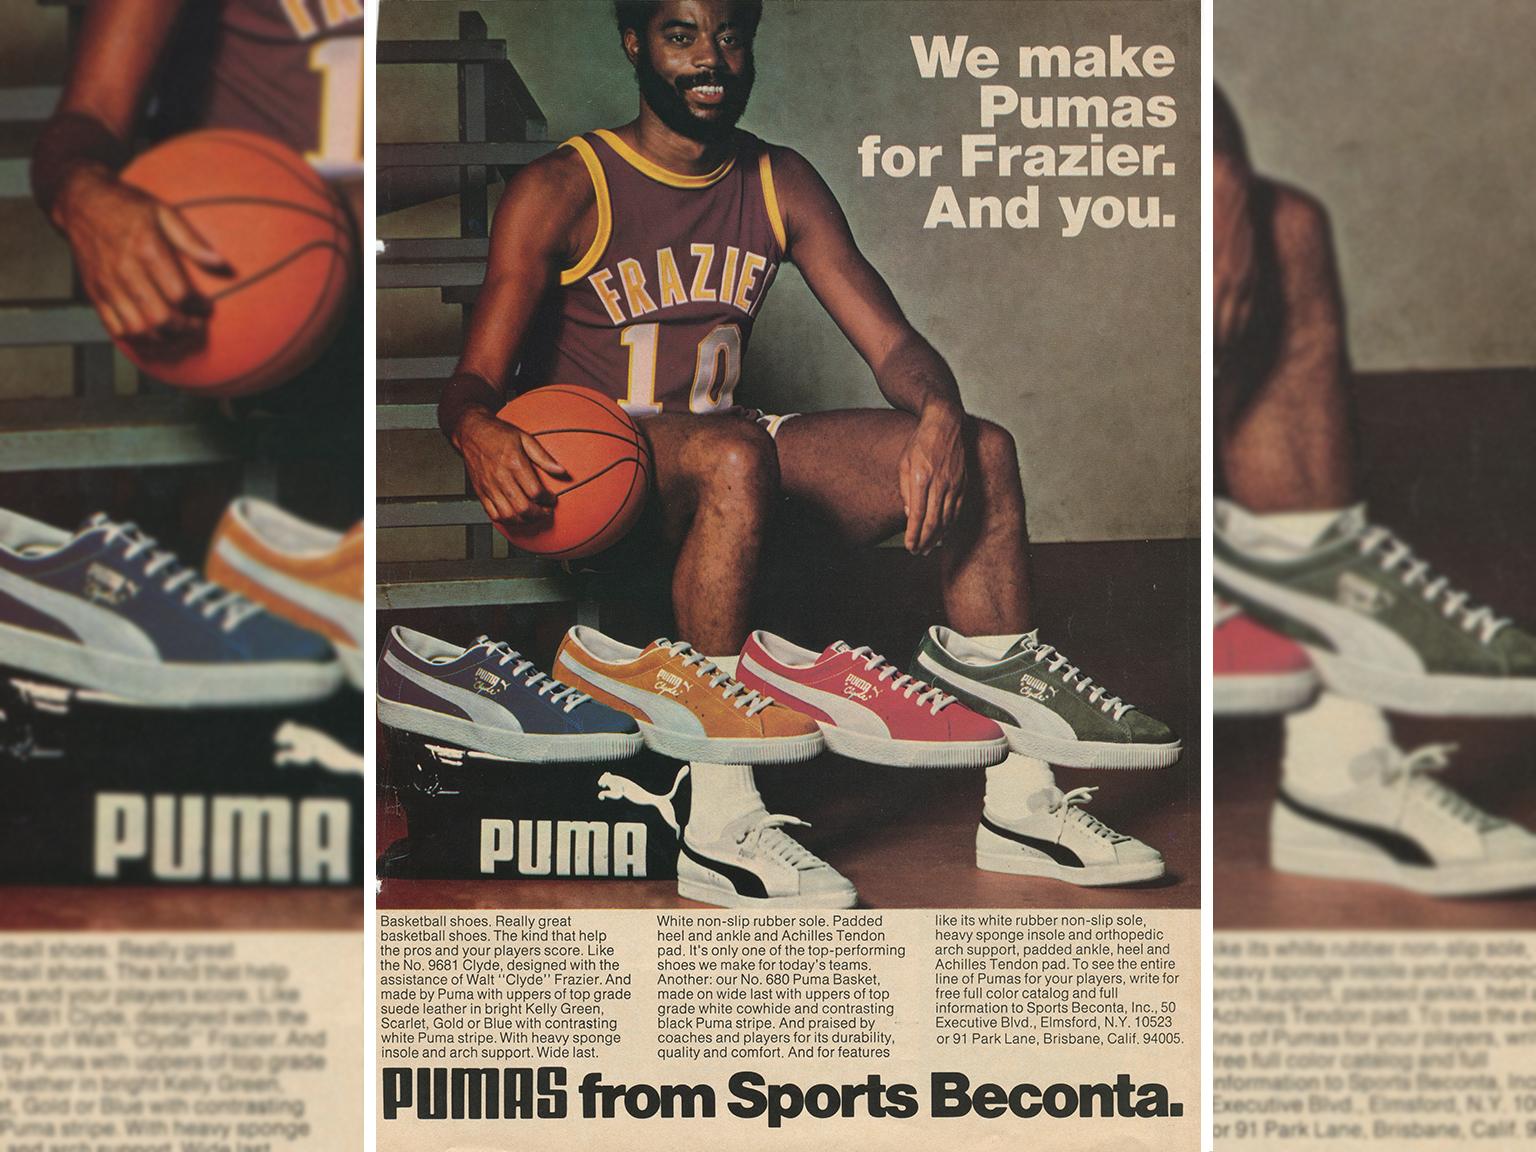 We make
Pumas
for Frazier.
And you.
FRAZIE
10
PUMA
Clyde
PUMA
Clyde
PUMA
Clyde
PUMA
Clyde
PUMA
Basketball shoes. Really great
basketball shoes. The kind that help
the pros and your players score. Like
the No. 9681 Clyde, designed with the
assistance of Walt "Clyde" Frazier. And
made by Puma with uppers of top grade
suede leather in bright Kelly Green,
Scarlet, Gold or Blue with contrasting
white Puma stripe. With heavy sponge
insole and arch support. Wide last.
White non-slip rubber sole. Padded
heel and ankle and Achilles Tendon
pad. It's only one of the top-performing
shoes we make for today's teams.
Another: our No. 680 Puma Basket,
made on wide last with uppers of top
grade white cowhide and contrasting
black Puma stripe. And praised by
coaches and players for its durability,
quality and comfort. And for features
like its white rubber non-slip sole,
heavy sponge insole and orthopedic
arch support, padded ankle, heel and
Achilles Tendon pad. To see the entire
line of Pumas for your players, write for
free full color catalog and full
information to Sports Beconta, Inc., 50
Executive Blvd., Elmsford, N.Y. 10523
or 91 Park Lane, Brisbane, Calif. 94005.
PUMAS from Sports Beconta.